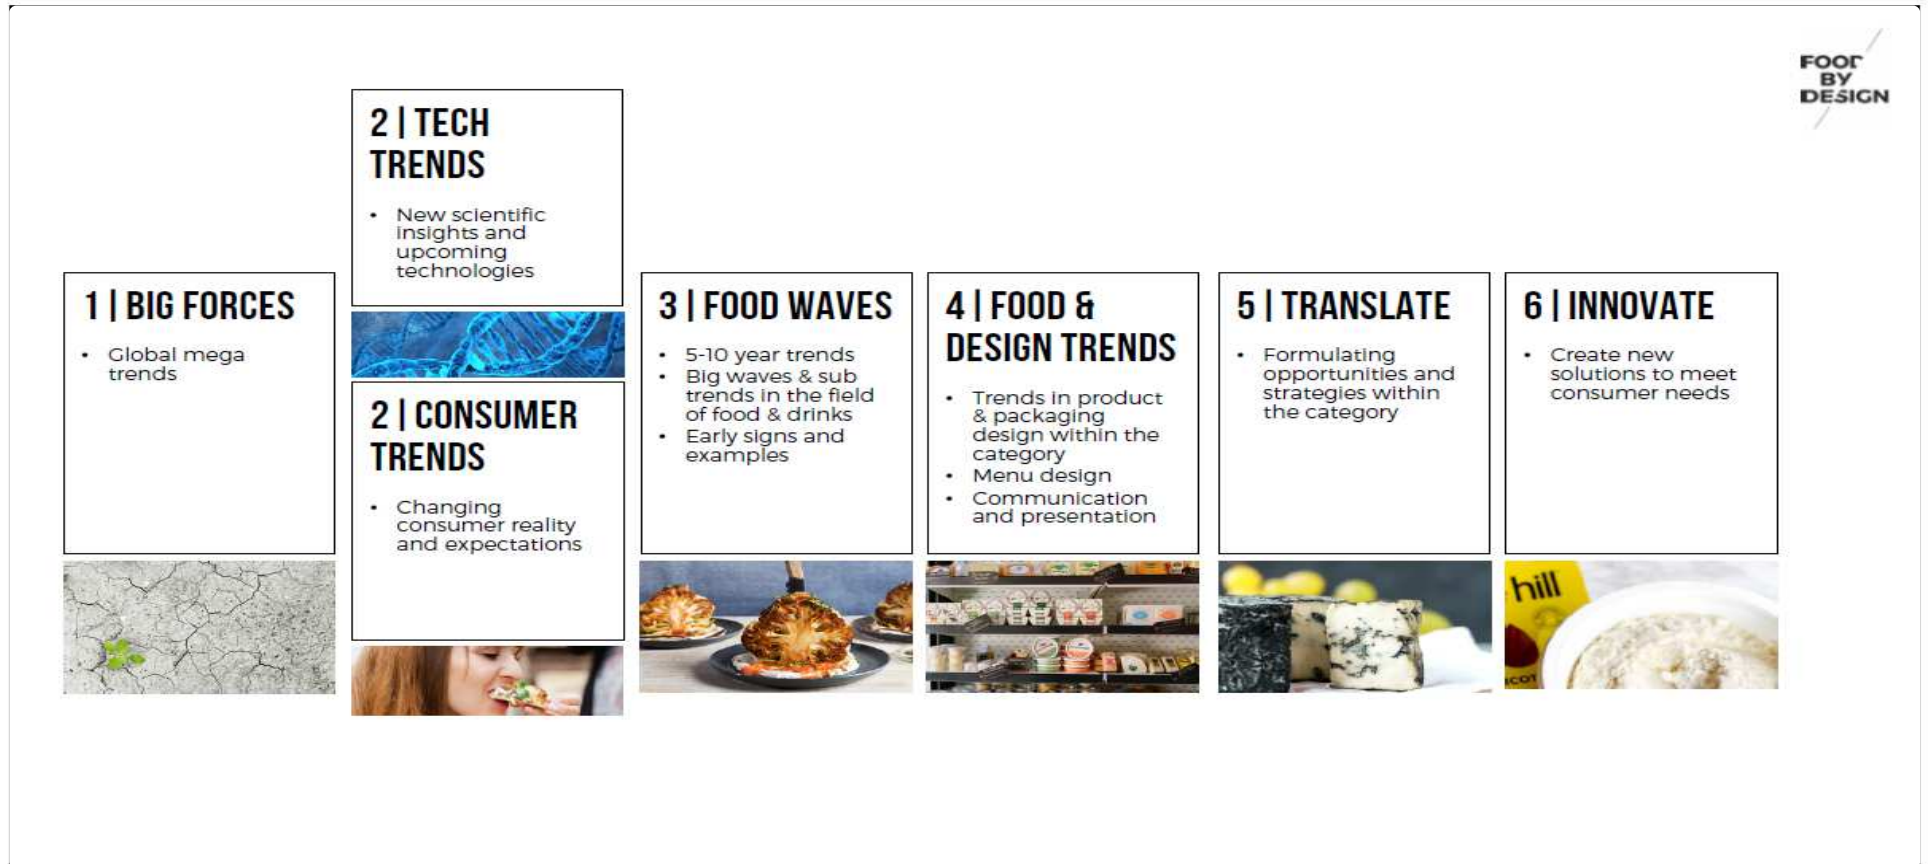 FOOD
BY
DESIGN
1 | BIG FORCES
• Global mega
trends
2 | TECH
TRENDS
• New scientific
insights and
upcoming
technologies
2 | CONSUMER
TRENDS
• Changing
consumer reality
and expectations
3 | FOOD WAVES
• 5-10 year trends
• Big waves & sub
trends in the field
of food & drinks
• Early signs and
examples
4 | FOOD &
DESIGN TRENDS
• Trends in product
& packaging
design within the
category
• Menu design
• Communication
and presentation
5 | TRANSLATE
• Formulating
opportunities and
strategies within
the category
6 | INNOVATE
• Create new
solutions to meet
consumer needs
hill